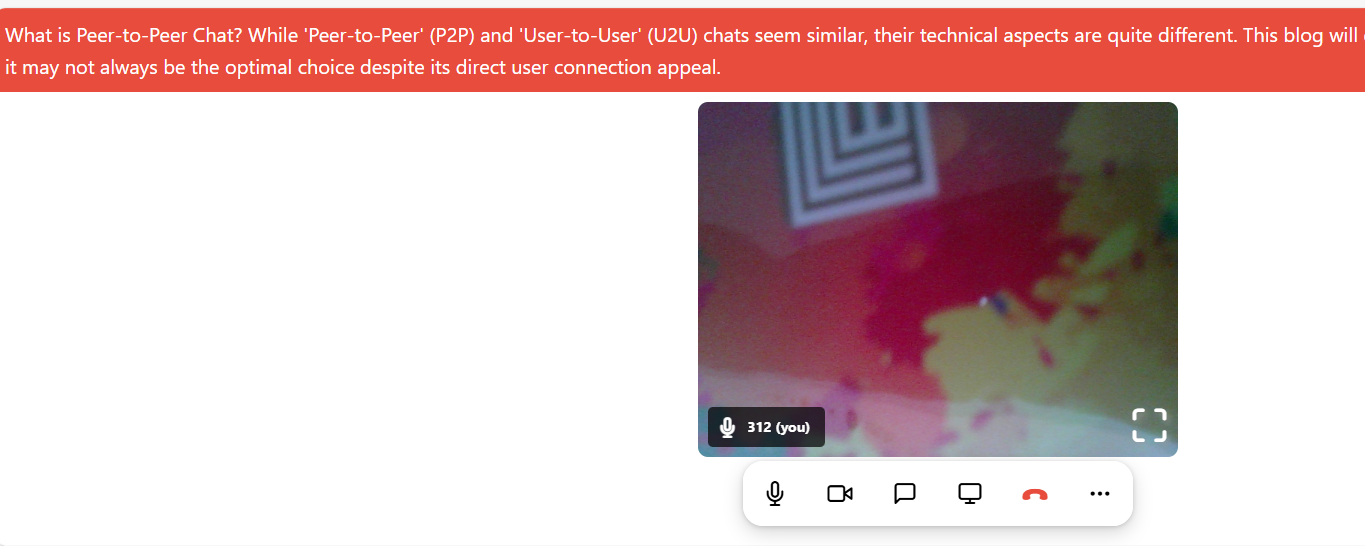 What is Peer-to-Peer Chat? While 'Peer-to-Peer' (P2P) and 'User-to-User' (U2U) chats seem similar, their technical aspects are quite different. This blog will
it may not always be the optimal choice despite its direct user connection appeal.
312 (you)